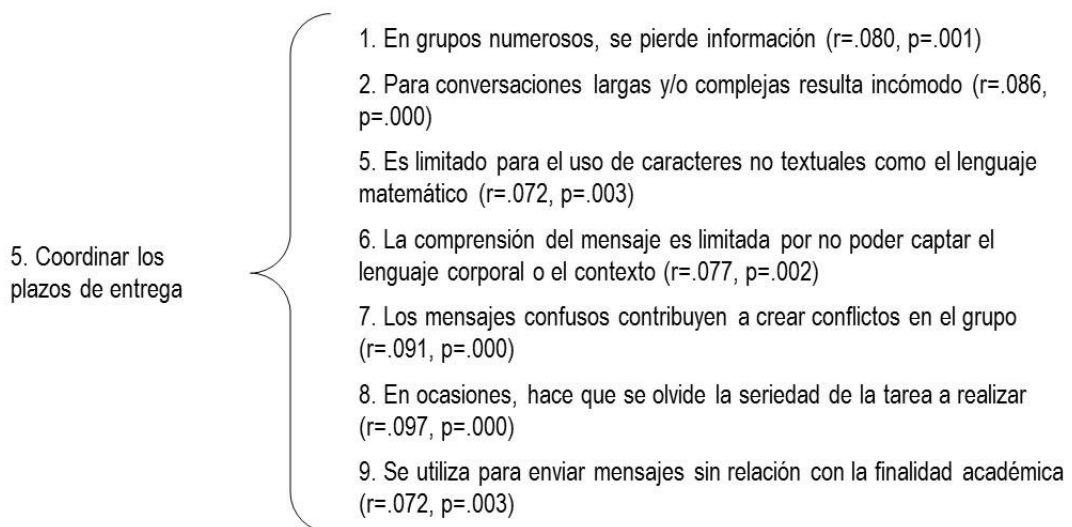 5. Coordinar los
plazos de entrega
1. En grupos numerosos, se pierde información (r=.080, p=.001)
2. Para conversaciones largas y/o complejas resulta incómodo (r=.086,
p=.000)
5. Es limitado para el uso de caracteres no textuales como el lenguaje
matemático (r=.072, p=.003)
6. La comprensión del mensaje es limitada por no poder captar el
lenguaje corporal o el contexto (r=.077, p=.002)
7. Los mensajes confusos contribuyen a crear conflictos en el grupo
(r=.091, p=.000)
8. En ocasiones, hace que se olvide la seriedad de la tarea a realizar
(r=.097, p=.000)
9. Se utiliza para enviar mensajes sin relación con la finalidad académica
(r=.072, p=.003)